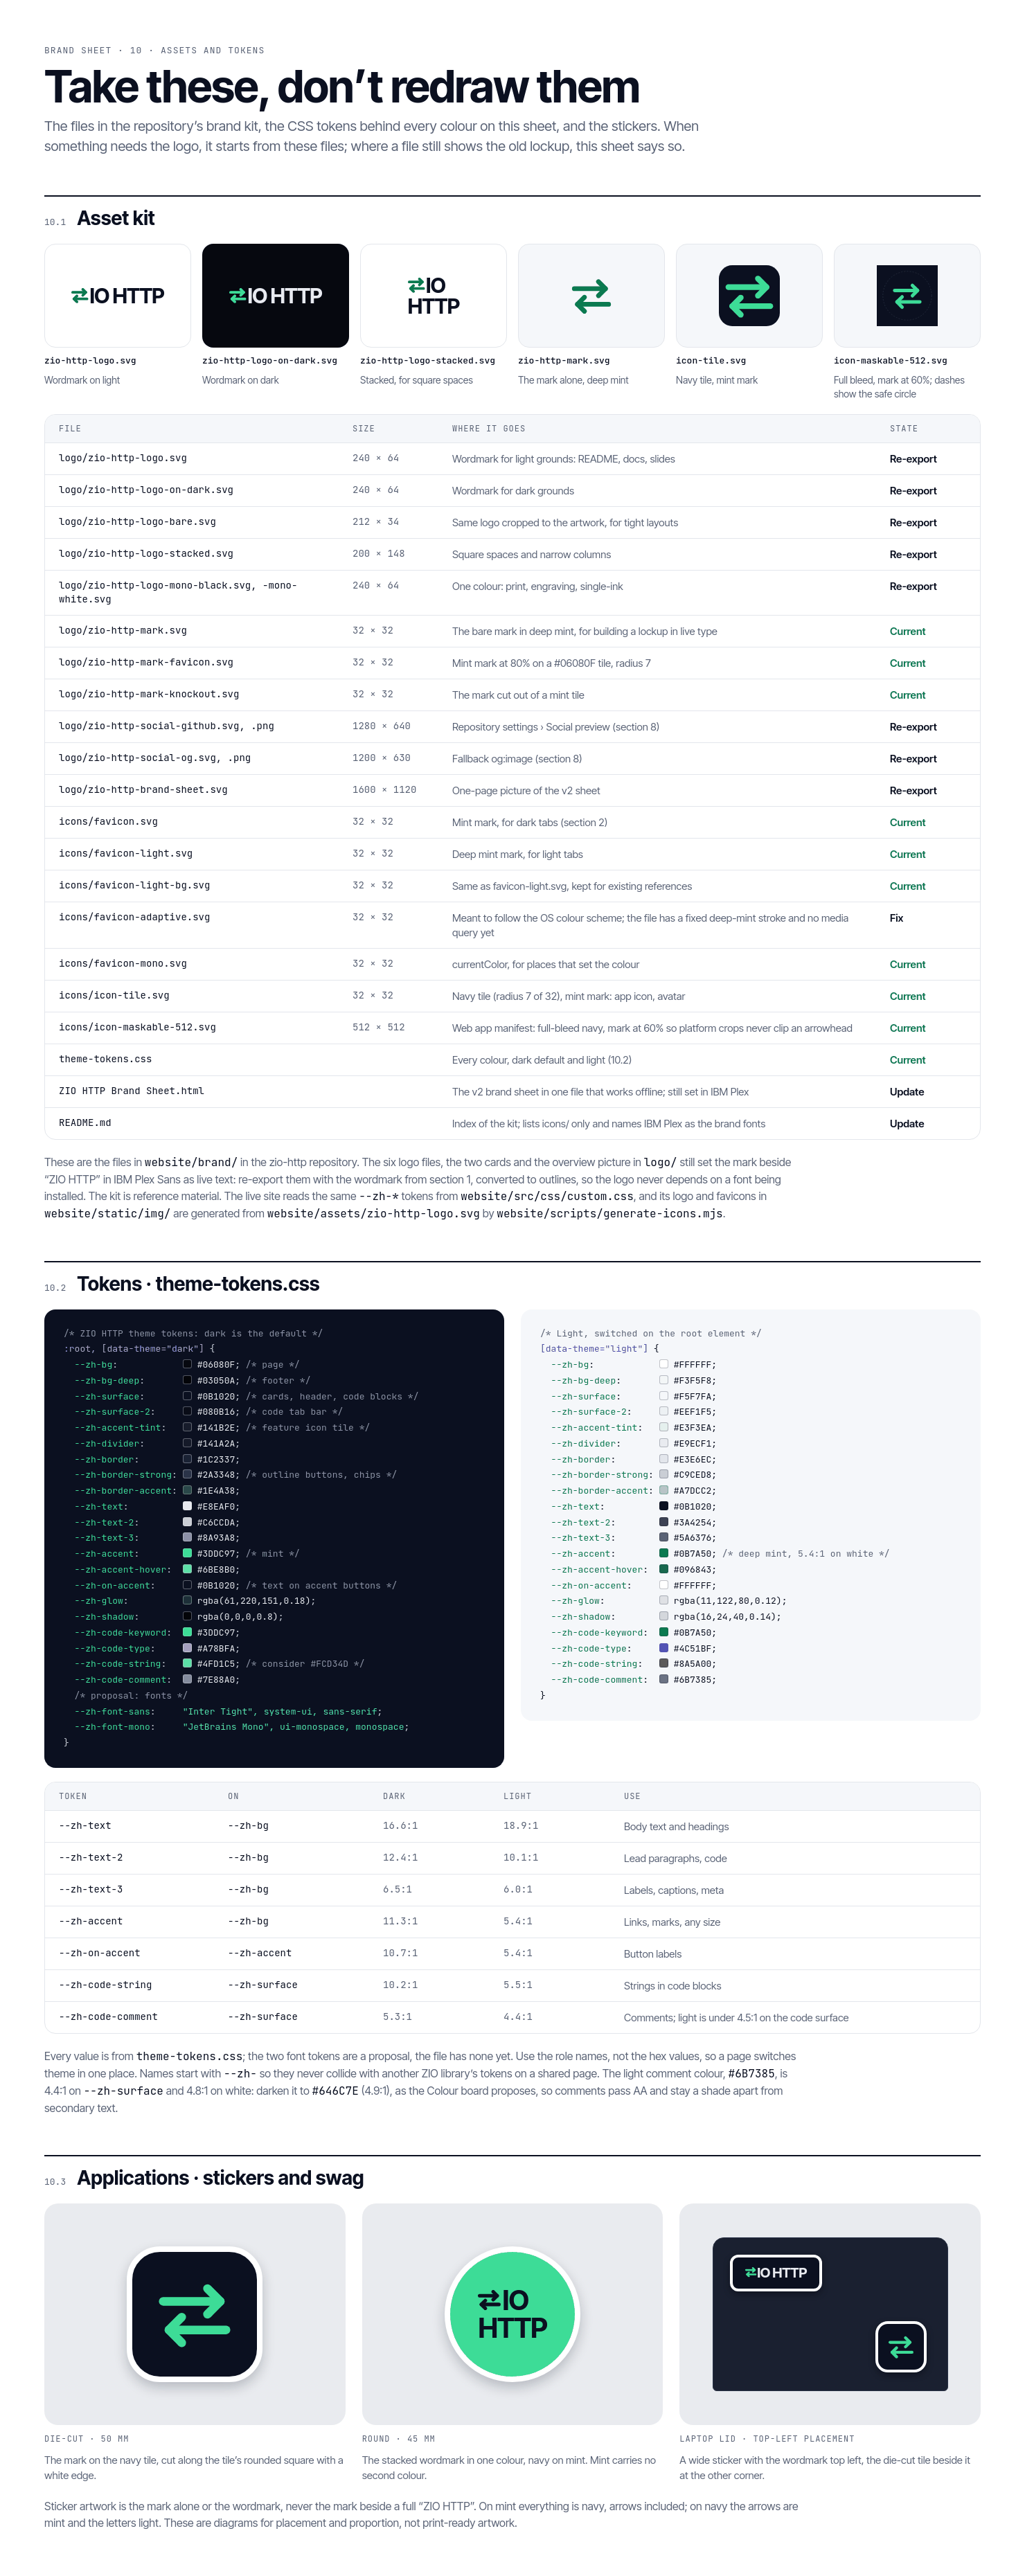 BRAND SHEET · 10 · ASSETS AND TOKENS
Take these, don’t redraw them
The files in the repository’s brand kit, the CSS tokens behind every colour on this sheet, and the stickers. When
something needs the logo, it starts from these files; where a file still shows the old lockup, this sheet says so.
10.1 Asset kit
IO HTTP
IO HTTP
IO
HTTP
zio-http-logo.svg
Wordmark on light
zio-http-logo-on-dark.svg
Wordmark on dark
zio-http-logo-stacked.svg
Stacked, for square spaces
zio-http-mark.svg
The mark alone, deep mint
icon-tile.svg
Navy tile, mint mark
icon-maskable-512.svg
Full bleed, mark at 60%; dashes
show the safe circle
FILE SIZE WHERE IT GOES STATE
logo/zio-http-logo.svg 240 × 64 Wordmark for light grounds: README, docs, slides Re-export
logo/zio-http-logo-on-dark.svg 240 × 64 Wordmark for dark grounds Re-export
logo/zio-http-logo-bare.svg 212 × 34 Same logo cropped to the artwork, for tight layouts Re-export
logo/zio-http-logo-stacked.svg 200 × 148 Square spaces and narrow columns Re-export
logo/zio-http-logo-mono-black.svg, -mono-
white.svg 240 × 64 One colour: print, engraving, single-ink Re-export
logo/zio-http-mark.svg 32 × 32 The bare mark in deep mint, for building a lockup in live type Current
logo/zio-http-mark-favicon.svg 32 × 32 Mint mark at 80% on a #06080F tile, radius 7 Current
logo/zio-http-mark-knockout.svg 32 × 32 The mark cut out of a mint tile Current
logo/zio-http-social-github.svg, .png 1280 × 640 Repository settings › Social preview (section 8) Re-export
logo/zio-http-social-og.svg, .png 1200 × 630 Fallback og:image (section 8) Re-export
logo/zio-http-brand-sheet.svg 1600 × 1120 One-page picture of the v2 sheet Re-export
icons/favicon.svg 32 × 32 Mint mark, for dark tabs (section 2) Current
icons/favicon-light.svg 32 × 32 Deep mint mark, for light tabs Current
icons/favicon-light-bg.svg 32 × 32 Same as favicon-light.svg, kept for existing references Current
icons/favicon-adaptive.svg 32 × 32 Meant to follow the OS colour scheme; the file has a fixed deep-mint stroke and no media
query yet Fix
icons/favicon-mono.svg 32 × 32 currentColor, for places that set the colour Current
icons/icon-tile.svg 32 × 32 Navy tile (radius 7 of 32), mint mark: app icon, avatar Current
icons/icon-maskable-512.svg 512 × 512 Web app manifest: full-bleed navy, mark at 60% so platform crops never clip an arrowhead Current
theme-tokens.css Every colour, dark default and light (10.2) Current
ZIO HTTP Brand Sheet.html The v2 brand sheet in one file that works offline; still set in IBM Plex Update
README.md Index of the kit; lists icons/ only and names IBM Plex as the brand fonts Update
These are the files in website/brand/ in the zio-http repository. The six logo files, the two cards and the overview picture in logo/ still set the mark beside
“ZIO HTTP” in IBM Plex Sans as live text: re-export them with the wordmark from section 1, converted to outlines, so the logo never depends on a font being
installed. The kit is reference material. The live site reads the same --zh-* tokens from website/src/css/custom.css, and its logo and favicons in
website/static/img/ are generated from website/assets/zio-http-logo.svg by website/scripts/generate-icons.mjs.
10.2 Tokens · theme-tokens.css
/* ZIO HTTP theme tokens: dark is the default */
:root, [data-theme="dark"] {
--zh-bg: #06080F; /* page */
--zh-bg-deep: #03050A; /* footer */
--zh-surface: #0B1020; /* cards, header, code blocks */
--zh-surface-2: #080B16; /* code tab bar */
--zh-accent-tint: #141B2E; /* feature icon tile */
--zh-divider: #141A2A;
--zh-border: #1C2337;
--zh-border-strong: #2A3348; /* outline buttons, chips */
--zh-border-accent: #1E4A38;
--zh-text: #E8EAF0;
--zh-text-2: #C6CCDA;
--zh-text-3: #8A93A8;
--zh-accent: #3DDC97; /* mint */
--zh-accent-hover: #6BE8B0;
--zh-on-accent: #0B1020; /* text on accent buttons */
--zh-glow: rgba(61,220,151,0.18);
--zh-shadow: rgba(0,0,0,0.8);
--zh-code-keyword: #3DDC97;
--zh-code-type: #A78BFA;
--zh-code-string: #4FD1C5; /* consider #FCD34D */
--zh-code-comment: #7E88A0;
/* proposal: fonts */
--zh-font-sans: "Inter Tight", system-ui, sans-serif;
--zh-font-mono: "JetBrains Mono", ui-monospace, monospace;
}
/* Light, switched on the root element */
[data-theme="light"] {
--zh-bg: #FFFFFF;
--zh-bg-deep: #F3F5F8;
--zh-surface: #F5F7FA;
--zh-surface-2: #EEF1F5;
--zh-accent-tint: #E3F3EA;
--zh-divider: #E9ECF1;
--zh-border: #E3E6EC;
--zh-border-strong: #C9CED8;
--zh-border-accent: #A7DCC2;
--zh-text: #0B1020;
--zh-text-2: #3A4254;
--zh-text-3: #5A6376;
--zh-accent: #0B7A50; /* deep mint, 5.4:1 on white */
--zh-accent-hover: #096843;
--zh-on-accent: #FFFFFF;
--zh-glow: rgba(11,122,80,0.12);
--zh-shadow: rgba(16,24,40,0.14);
--zh-code-keyword: #0B7A50;
--zh-code-type: #4C51BF;
--zh-code-string: #8A5A00;
--zh-code-comment: #6B7385;
}
TOKEN ON DARK LIGHT USE
--zh-text --zh-bg 16.6:1 18.9:1 Body text and headings
--zh-text-2 --zh-bg 12.4:1 10.1:1 Lead paragraphs, code
--zh-text-3 --zh-bg 6.5:1 6.0:1 Labels, captions, meta
--zh-accent --zh-bg 11.3:1 5.4:1 Links, marks, any size
--zh-on-accent --zh-accent 10.7:1 5.4:1 Button labels
--zh-code-string --zh-surface 10.2:1 5.5:1 Strings in code blocks
--zh-code-comment --zh-surface 5.3:1 4.4:1 Comments; light is under 4.5:1 on the code surface
Every value is from theme-tokens.css; the two font tokens are a proposal, the file has none yet. Use the role names, not the hex values, so a page switches
theme in one place. Names start with --zh- so they never collide with another ZIO library’s tokens on a shared page. The light comment colour, #6B7385, is
4.4:1 on --zh-surface and 4.8:1 on white: darken it to #646C7E (4.9:1), as the Colour board proposes, so comments pass AA and stay a shade apart from
secondary text.
10.3 Applications · stickers and swag
IO
HTTP
IO HTTP
DIE-CUT · 50 MM
The mark on the navy tile, cut along the tile’s rounded square with a
white edge.
ROUND · 45 MM
The stacked wordmark in one colour, navy on mint. Mint carries no
second colour.
LAPTOP LID · TOP-LEFT PLACEMENT
A wide sticker with the wordmark top left, the die-cut tile beside it
at the other corner.
Sticker artwork is the mark alone or the wordmark, never the mark beside a full “ZIO HTTP”. On mint everything is navy, arrows included; on navy the arrows are
mint and the letters light. These are diagrams for placement and proportion, not print-ready artwork.